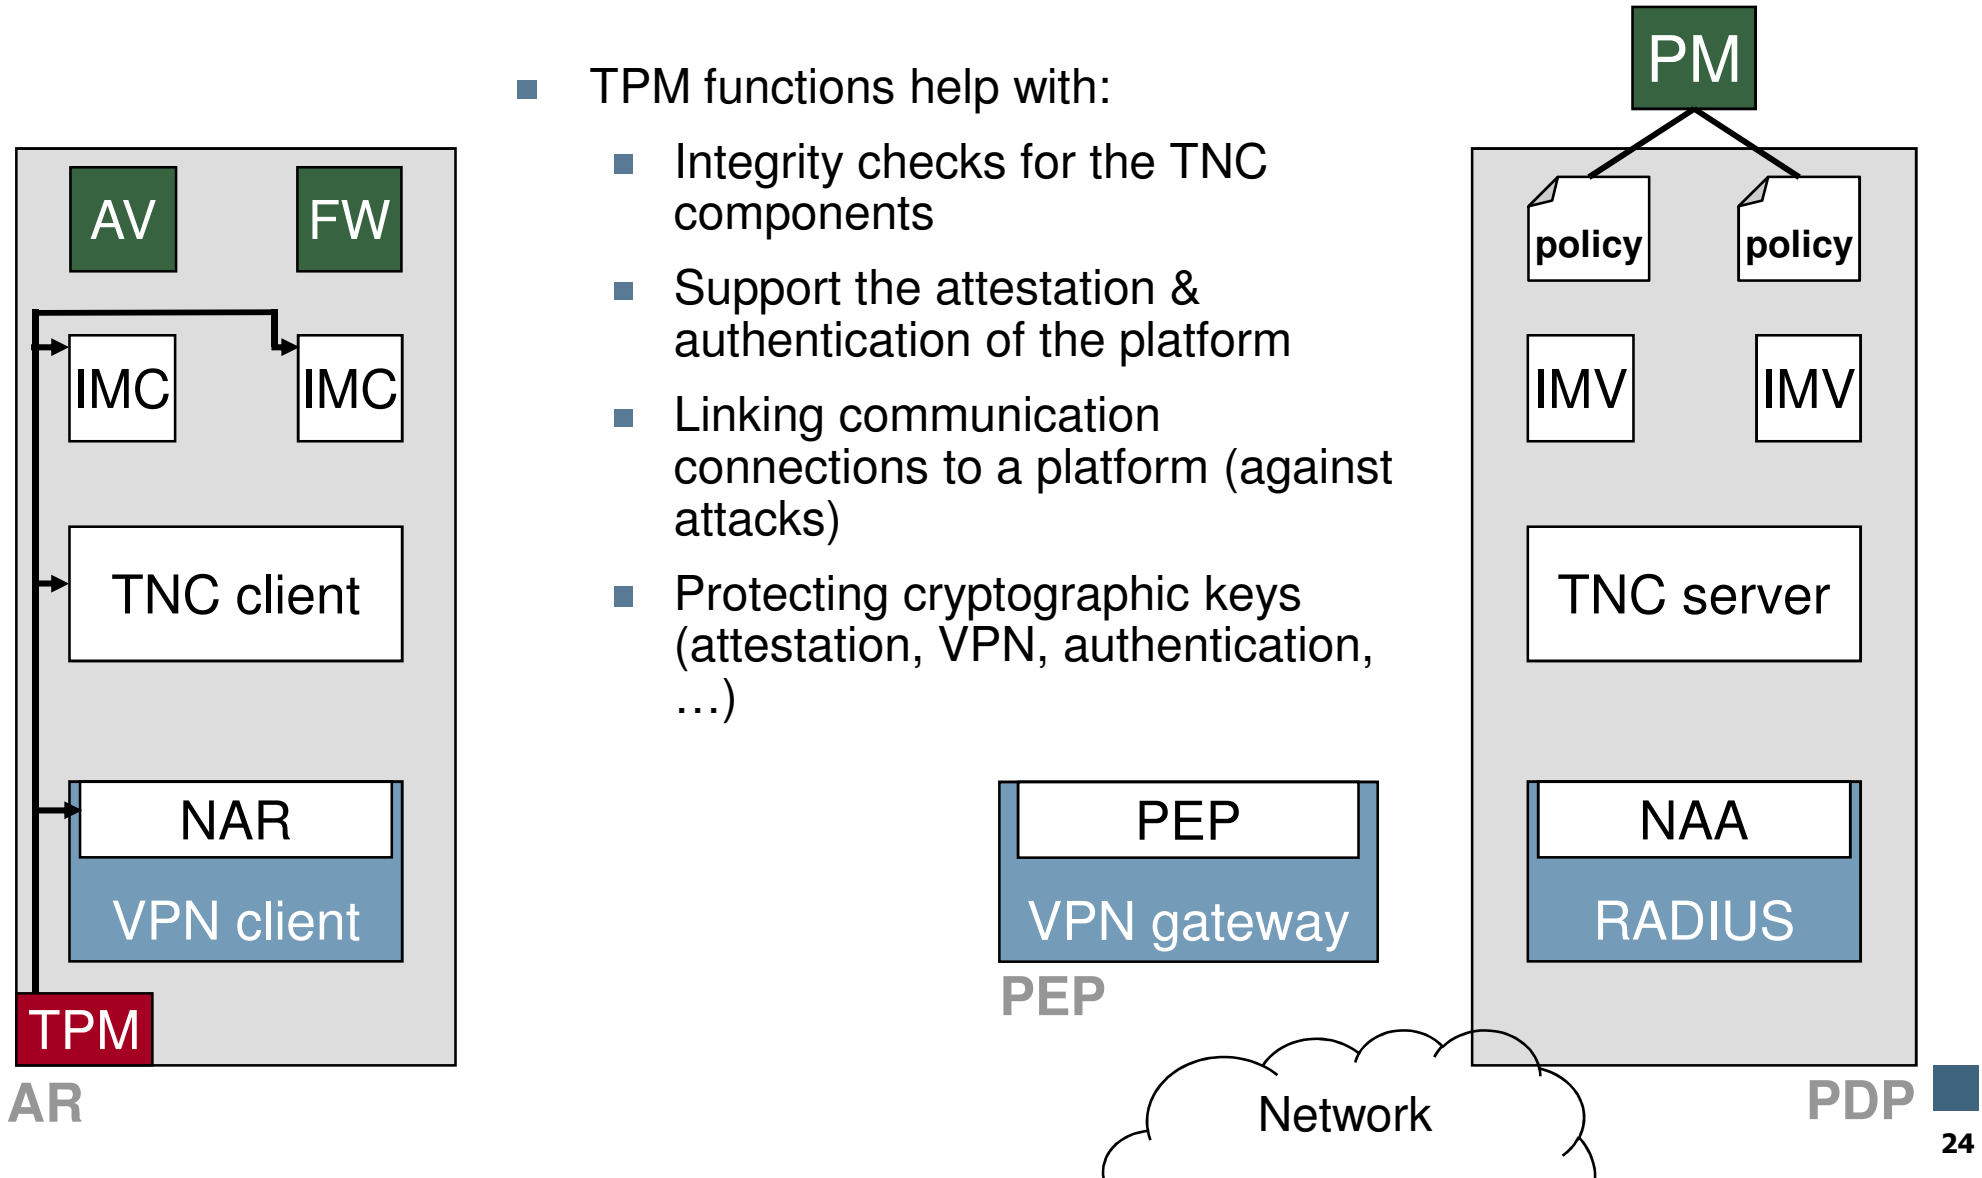 PM
TPM functions help with:
Integrity checks for the TNC
components
Support the attestation &
authentication of the platform
Linking communication
connections to a platform (against
attacks)
Protecting cryptographic keys
(attestation, VPN, authentication,
…)
AV
FW
IMC
IMC
TNC client
NAR
VPN client
TPM
AR
PEP
VPN gateway
PEP
Network
policy
policy
IMV
IMV
TNC server
NAA
RADIUS
PDP
24